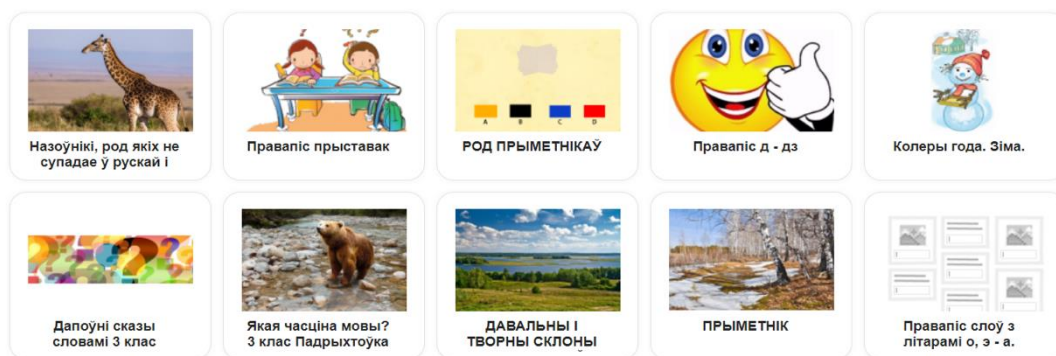 Назоўнікі, род якіх не
супадае ў рускай і
Правапіс прыставак
РОД ПРЫМЕТНІКАЎ
A B C D
Правапіс д - дз
Колеры года. Зіма.
Дапоўні сказы
словамі 3 клас
Якая часціна мовы?
3 клас Падрыхтоўка
ДАВАЛЬНЫ І
ТВОРНЫ СКЛОНЫ
ПРЫМЕТНІК
Правапіс слоў з
літарамі о, э - а.